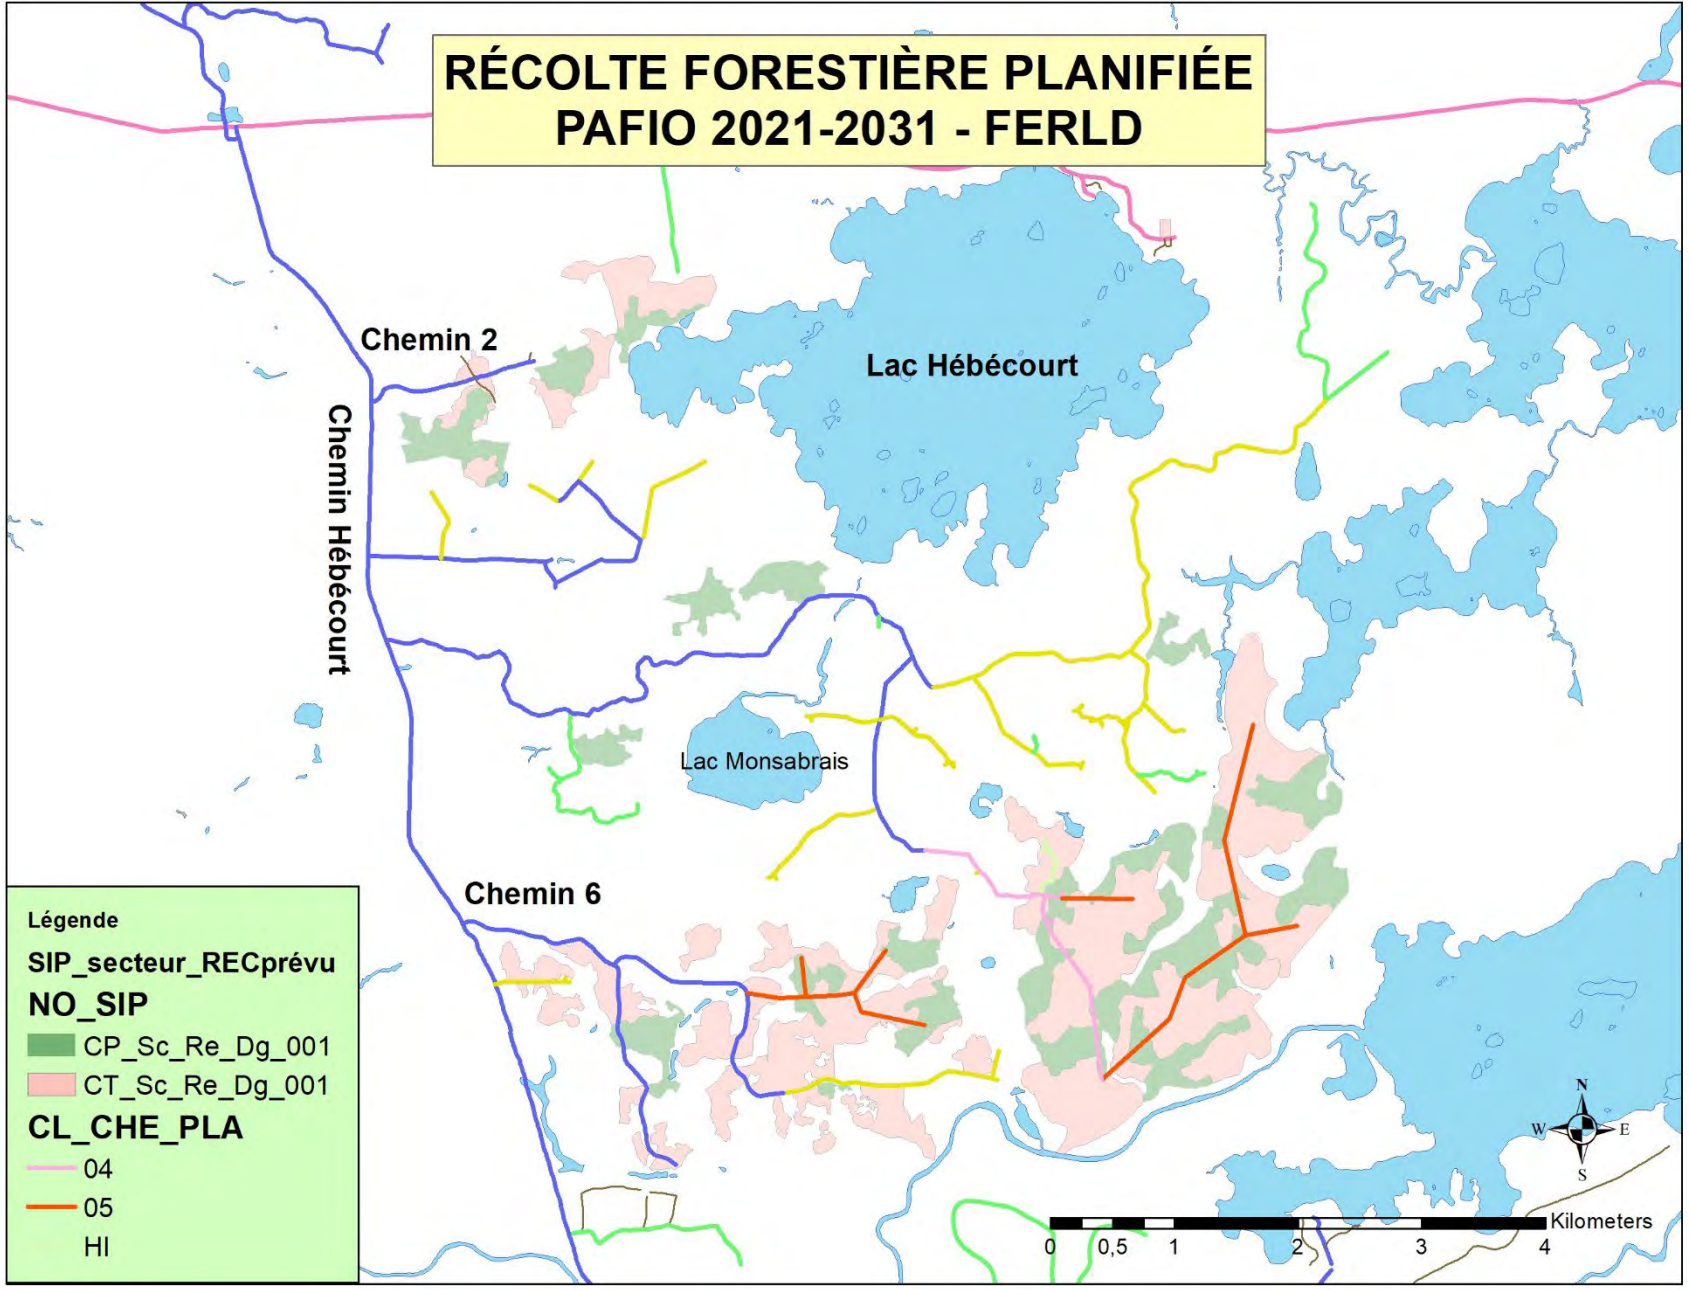 RÉCOLTE FORESTIÈRE PLANIFIÉE
PAFIO 2021-2031 - FERLD
Chemin 2
Lac Hébécourt
Chemin Hébécourt
Lac Monsabrais
Chemin 6
Légende
SIP_secteur_RECprévu
NO_SIP
CP_Sc_Re_Dg_001
CT_Sc_Re_Dg_001
CL_CHE_PLA
04
05
HI
N
W E
S
Kilometers
0 0,5 1 2 3 4